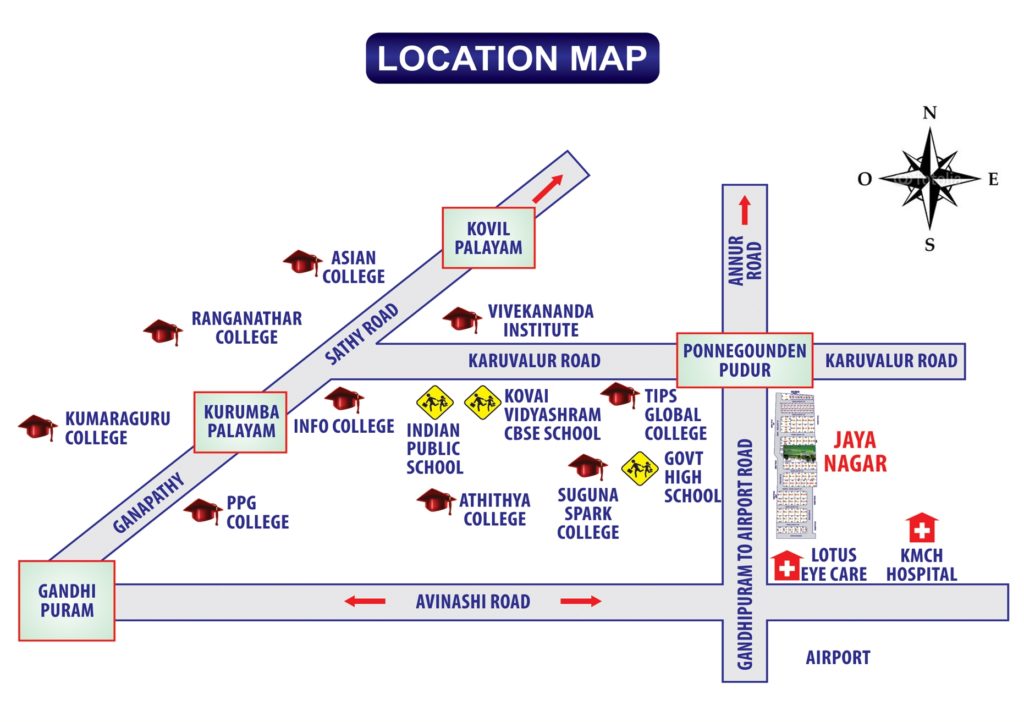 LOCATION MAP
N
O
E
S
KOVIL
PALAYAM
ASIAN
COLLEGE
ANNUR
ROAD
RANGANATHAR
COLLEGE
SATHY ROAD
VIVEKANANDA
INSTITUTE
KARUVALUR ROAD
PONNEGOUNDEN
PUDUR
KARUVALUR ROAD
KUMARAGURU
COLLEGE
KURUMBA
PALAYAM
INFO COLLEGE
INDIAN
PUBLIC
SCHOOL
KOVAI
VIDYASHRAM
CBSE SCHOOL
TIPS
GLOBAL
COLLEGE
JAYA
NAGAR
GANAPATHY
PPG
COLLEGE
ATHITHYA
COLLEGE
SUGUNA
SPARK
COLLEGE
GOVT
HIGH
SCHOOL
GANDHIPURAM TO AIRPORT ROAD
LOTUS
EYE CARE
KMCH
HOSPITAL
GANDHI
PURAM
AVINASHI ROAD
AIRPORT